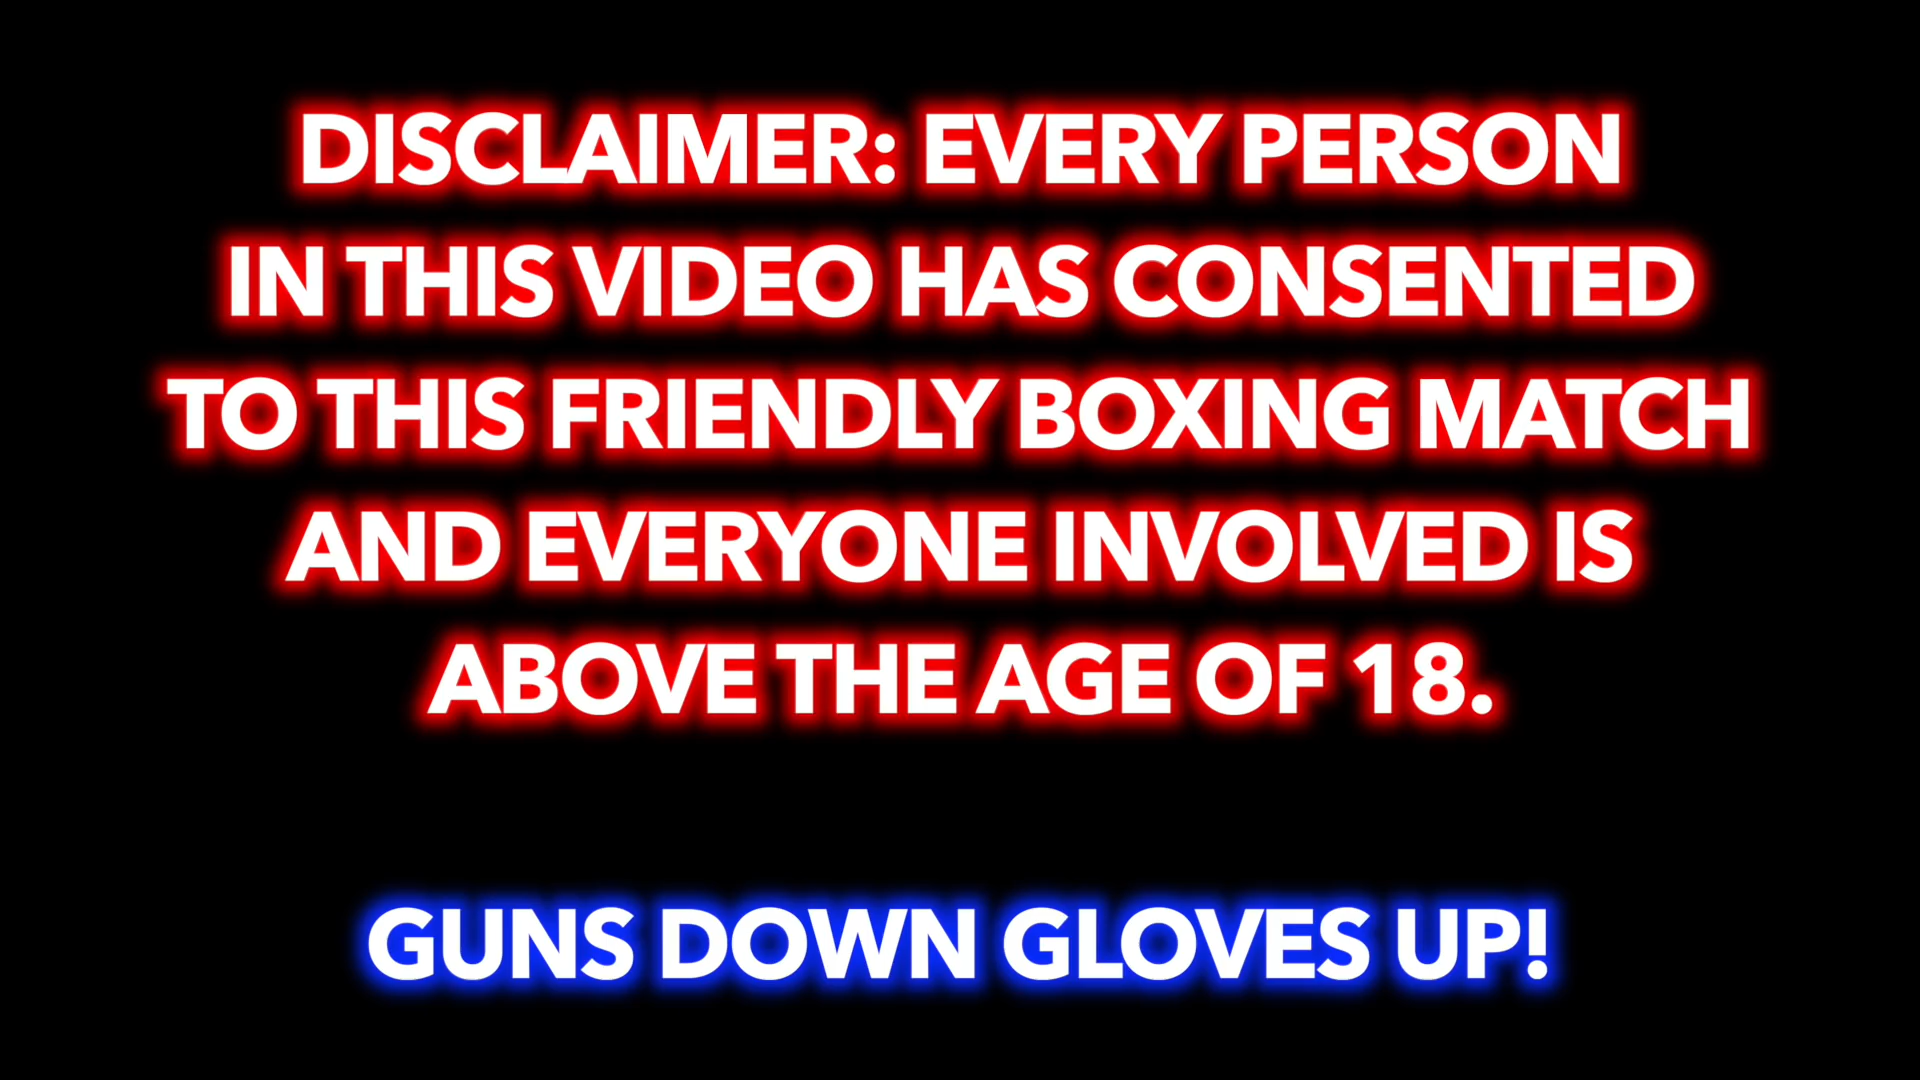 DISCLAIMER: EVERY PERSON
IN THIS VIDEO HAS CONSENTED
TO THIS FRIENDLY BOXING MATCH
AND EVERYONE INVOLVED IS
ABOVE THE AGE OF 18.
GUNS DOWN GLOVES UP!